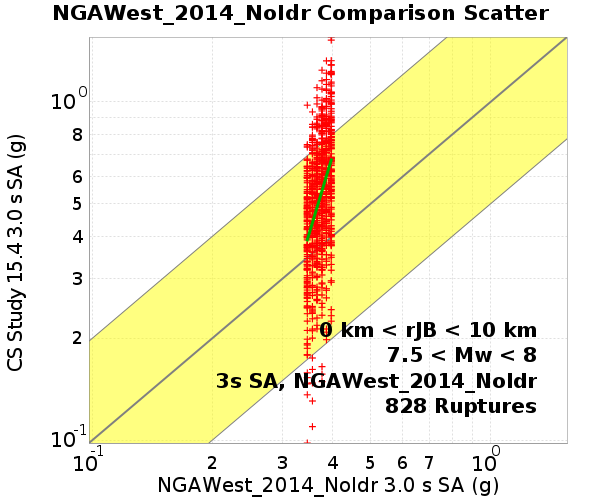 NGAWest_2014_NoIdr Comparison Scatter
CS Study 15.4 3.0 s SA (g)
10^0
8
6
5
4
3
2
10^-1
0 km < rJB < 10 km
7.5 < Mw < 8
3s SA, NGAWest_2014_NoIdr
828 Ruptures
10^-1 2 3 4 5 6 7 10^0
NGAWest_2014_NoIdr 3.0 s SA (g)